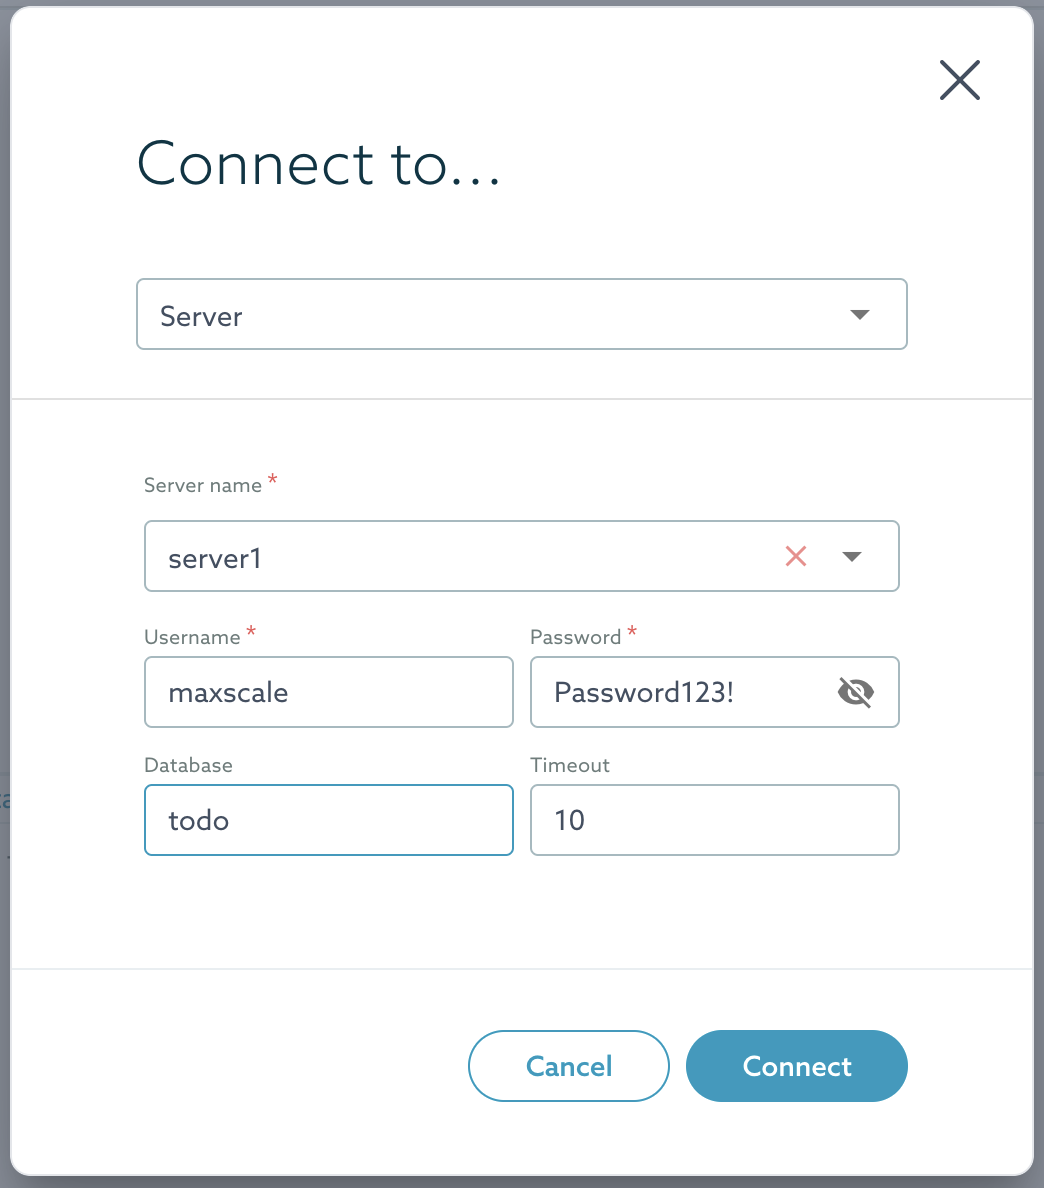 Connect to...
Server
Server name *
server1
Username * Password *
maxscale Password123!
Database Timeout
todo 10
Cancel Connect